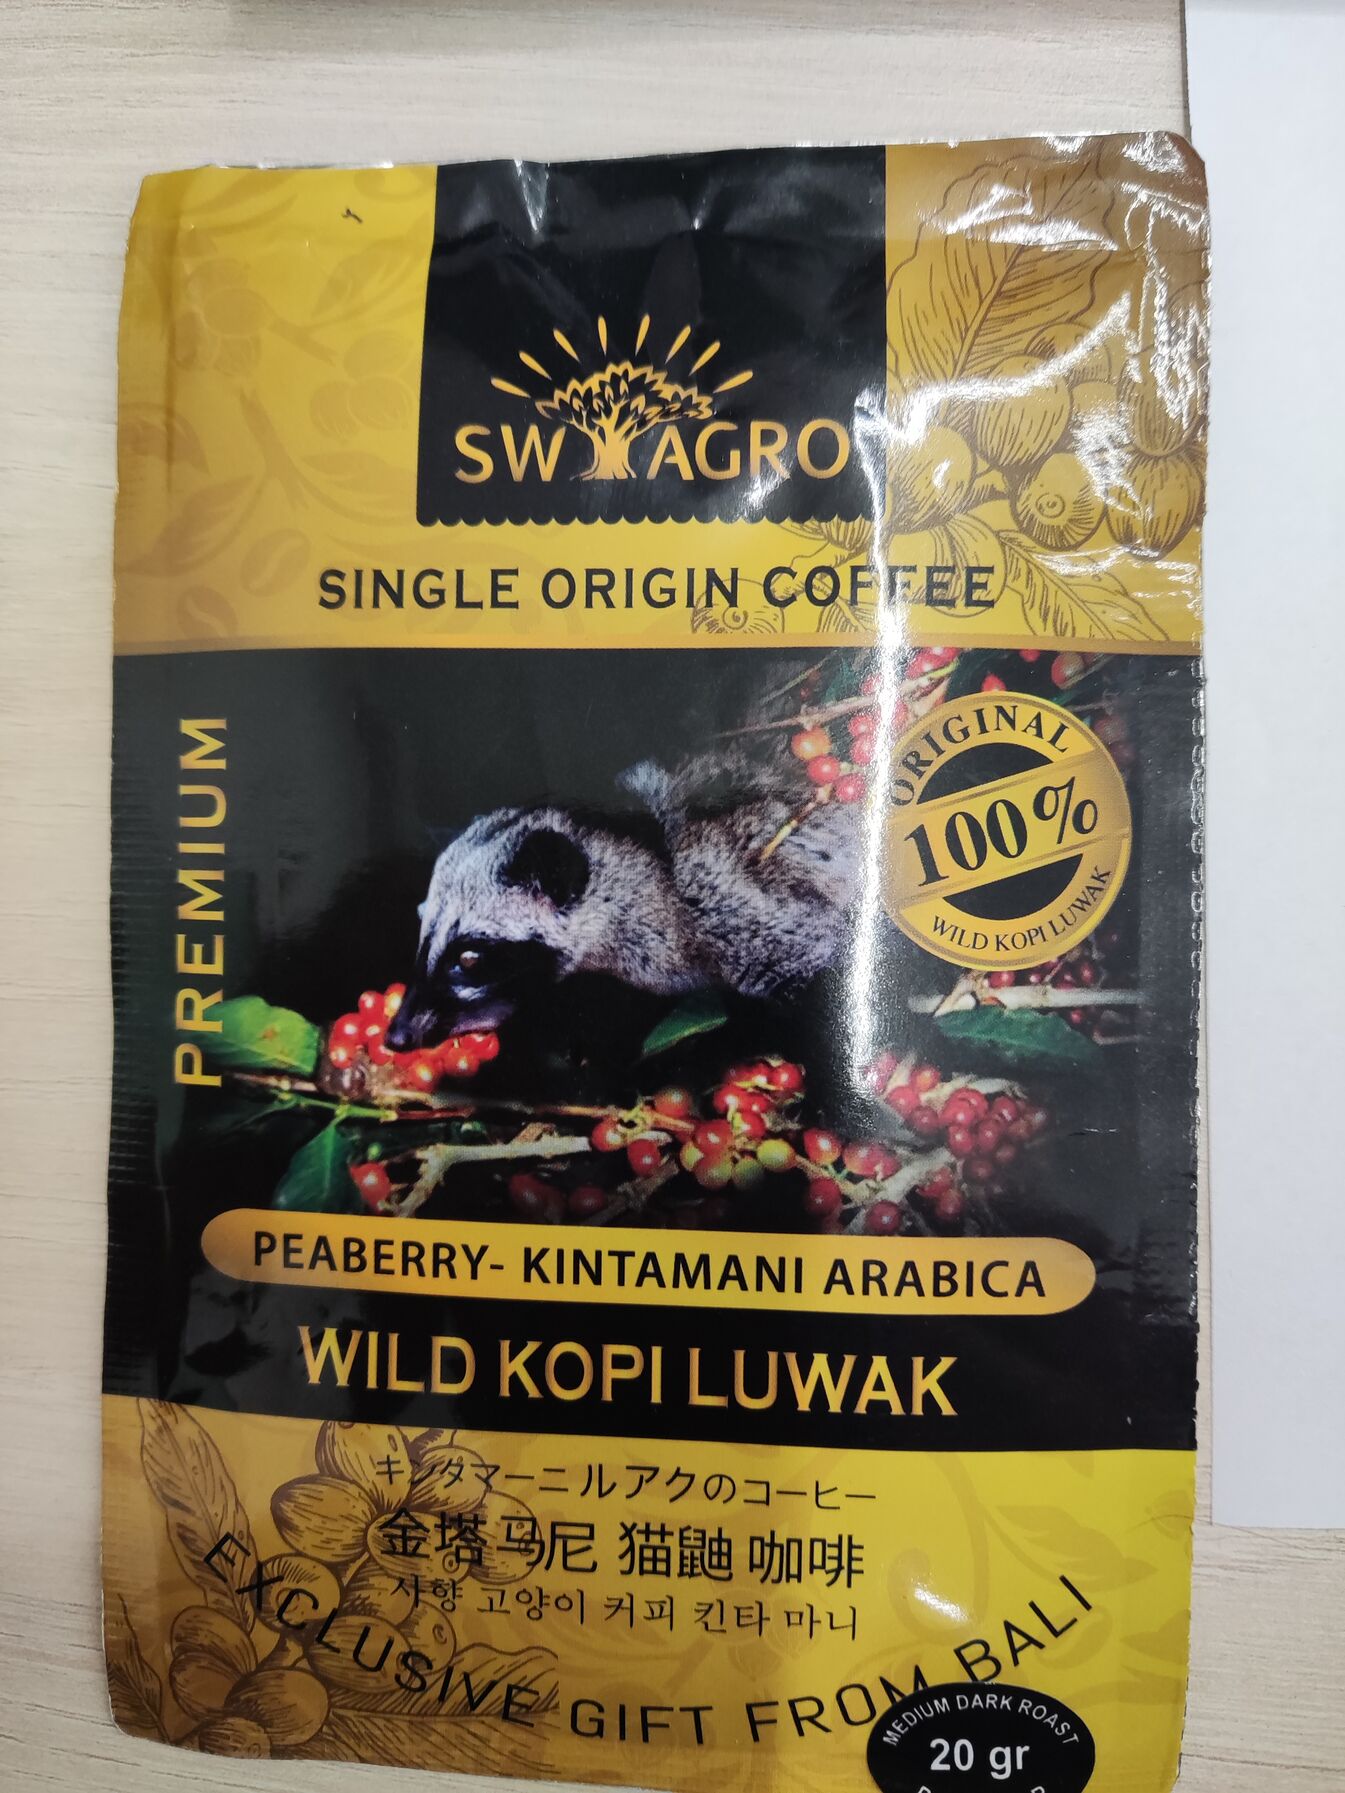 SW AGRO
SINGLE ORIGIN COFFEE
PREMIUM
ORIGINAL
100%
WILD KOPI LUWAK
PEABERRY- KINTAMANI ARABICA
WILD KOPI LUWAK
キンタマーニ ルアクのコーヒー
金塔马尼 猫鼬 咖啡
사향 고양이 커피 킨타 마니
EXCLUSIVE GIFT FROM BALI
MEDIUM DARK ROAST
20 gr